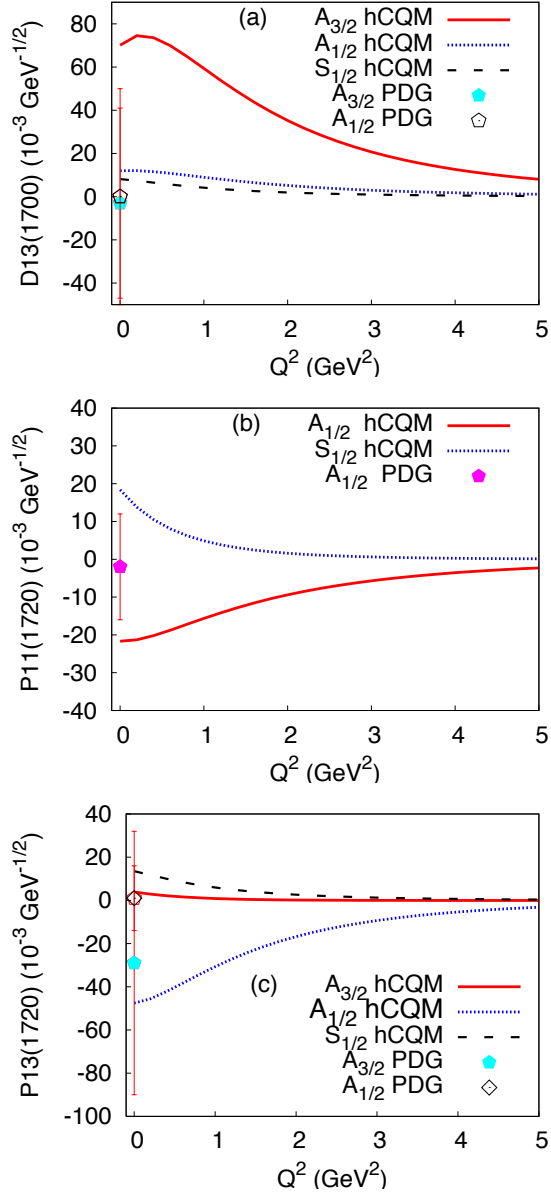 (a)
A3/2 hCQM
A1/2 hCQM
S1/2 hCQM
A3/2 PDG
A1/2 PDG
D13(1700) (10-3 GeV-1/2)
80
60
40
20
0
-20
-40
0 1 2 3 4 5
Q2 (GeV2)
(b)
A1/2 hCQM
S1/2 hCQM
A1/2 PDG
P11(1720) (10-3 GeV-1/2)
40
30
20
10
0
-10
-20
-30
-40
0 1 2 3 4 5
Q2 (GeV2)
P13(1720) (10-3 GeV-1/2)
40
20
0
-20
-40
-60
-80
-100
(c)
A3/2 hCQM
A1/2 hCQM
S1/2 hCQM
A3/2 PDG
A1/2 PDG
0 1 2 3 4 5
Q2 (GeV2)